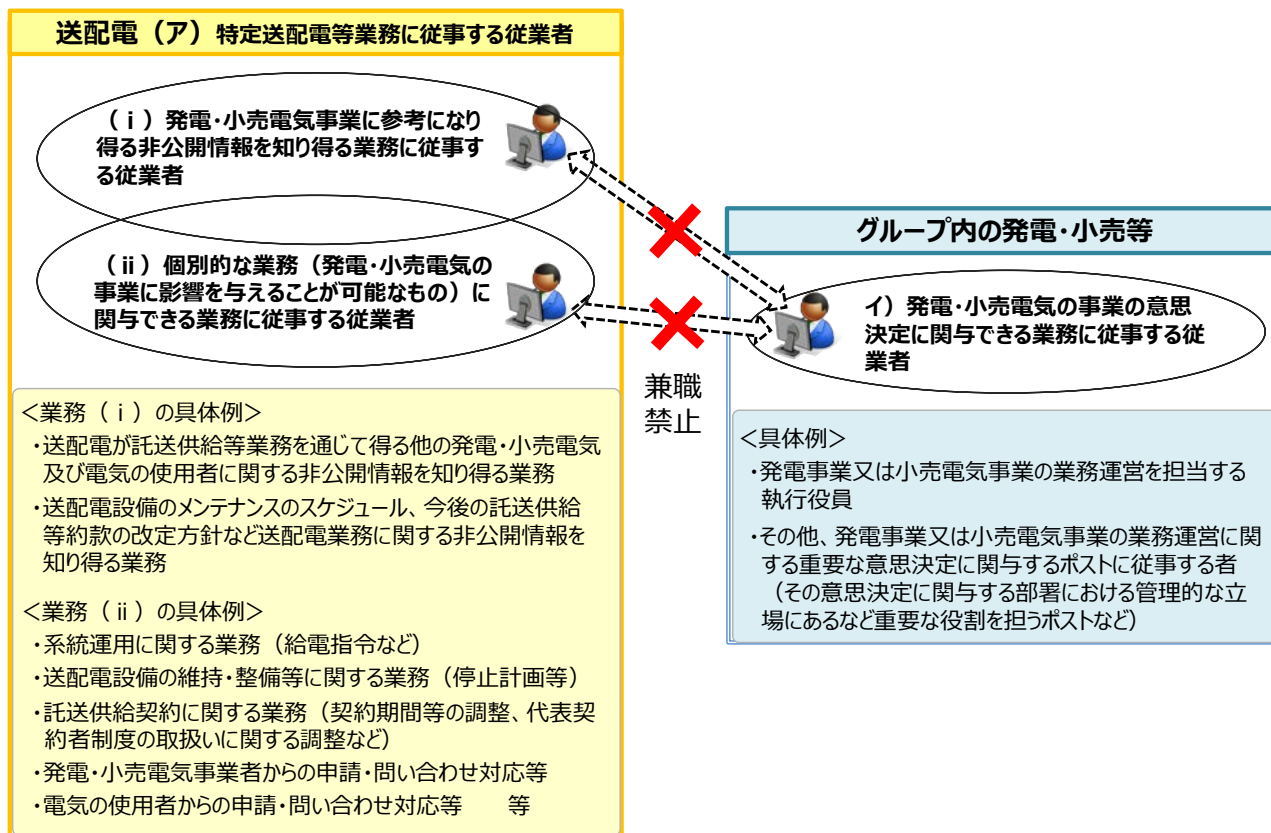 送配電（ア）特定送配電等業務に従事する従業者
（ⅰ）発電・小売電気事業に参考になり
得る非公開情報を知り得る業務に従事す
る従業者
（ⅱ）個別的な業務（発電・小売電気の
事業に影響を与えることが可能なもの）に
関与できる業務に従事する従業者
＜業務（ⅰ）の具体例＞
・送配電が託送供給等業務を通じて得る他の発電・小売電気
及び電気の使用者に関する非公開情報を知り得る業務
・送配電設備のメンテナンスのスケジュール、今後の託送供給
等約款の改定方針など送配電業務に関する非公開情報を
知り得る業務
＜業務（ⅱ）の具体例＞
・系統運用に関する業務（給電指令など）
・送配電設備の維持・整備等に関する業務（停止計画等）
・託送供給契約に関する業務（契約期間等の調整、代表契
約者制度の取扱いに関する調整など）
・発電・小売電気事業者からの申請・問い合わせ対応等
・電気の使用者からの申請・問い合わせ対応等　　等
兼職
禁止
グループ内の発電・小売等
イ）発電・小売電気の事業の意思
決定に関与できる業務に従事する従
業者
＜具体例＞
・発電事業又は小売電気事業の業務運営を担当する
執行役員
・その他、発電事業又は小売電気事業の業務運営に関
する重要な意思決定に関与するポストに従事する者
（その意思決定に関与する部署における管理的な立
場にあるなど重要な役割を担うポストなど）